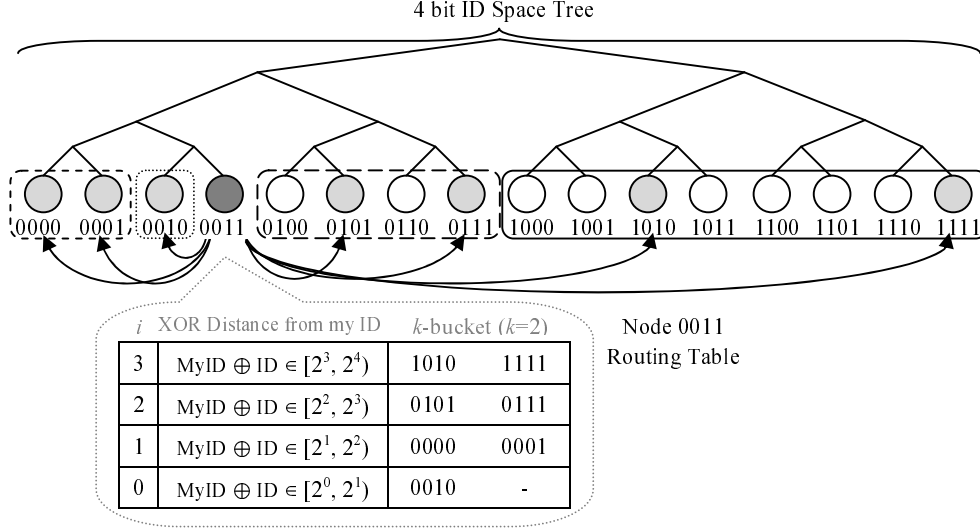 4 bit ID Space Tree
0000 0001 0010 0011 0100 0101 0110 0111 1000 1001 1010 1011 1100 1101 1110 1111
i XOR Distance from my ID k-bucket (k=2)
Node 0011
Routing Table
3 MyID ⊕ ID ∈ [2³, 2⁴) 1010 1111
2 MyID ⊕ ID ∈ [2², 2³) 0101 0111
1 MyID ⊕ ID ∈ [2¹, 2²) 0000 0001
0 MyID ⊕ ID ∈ [2⁰, 2¹) 0010 -